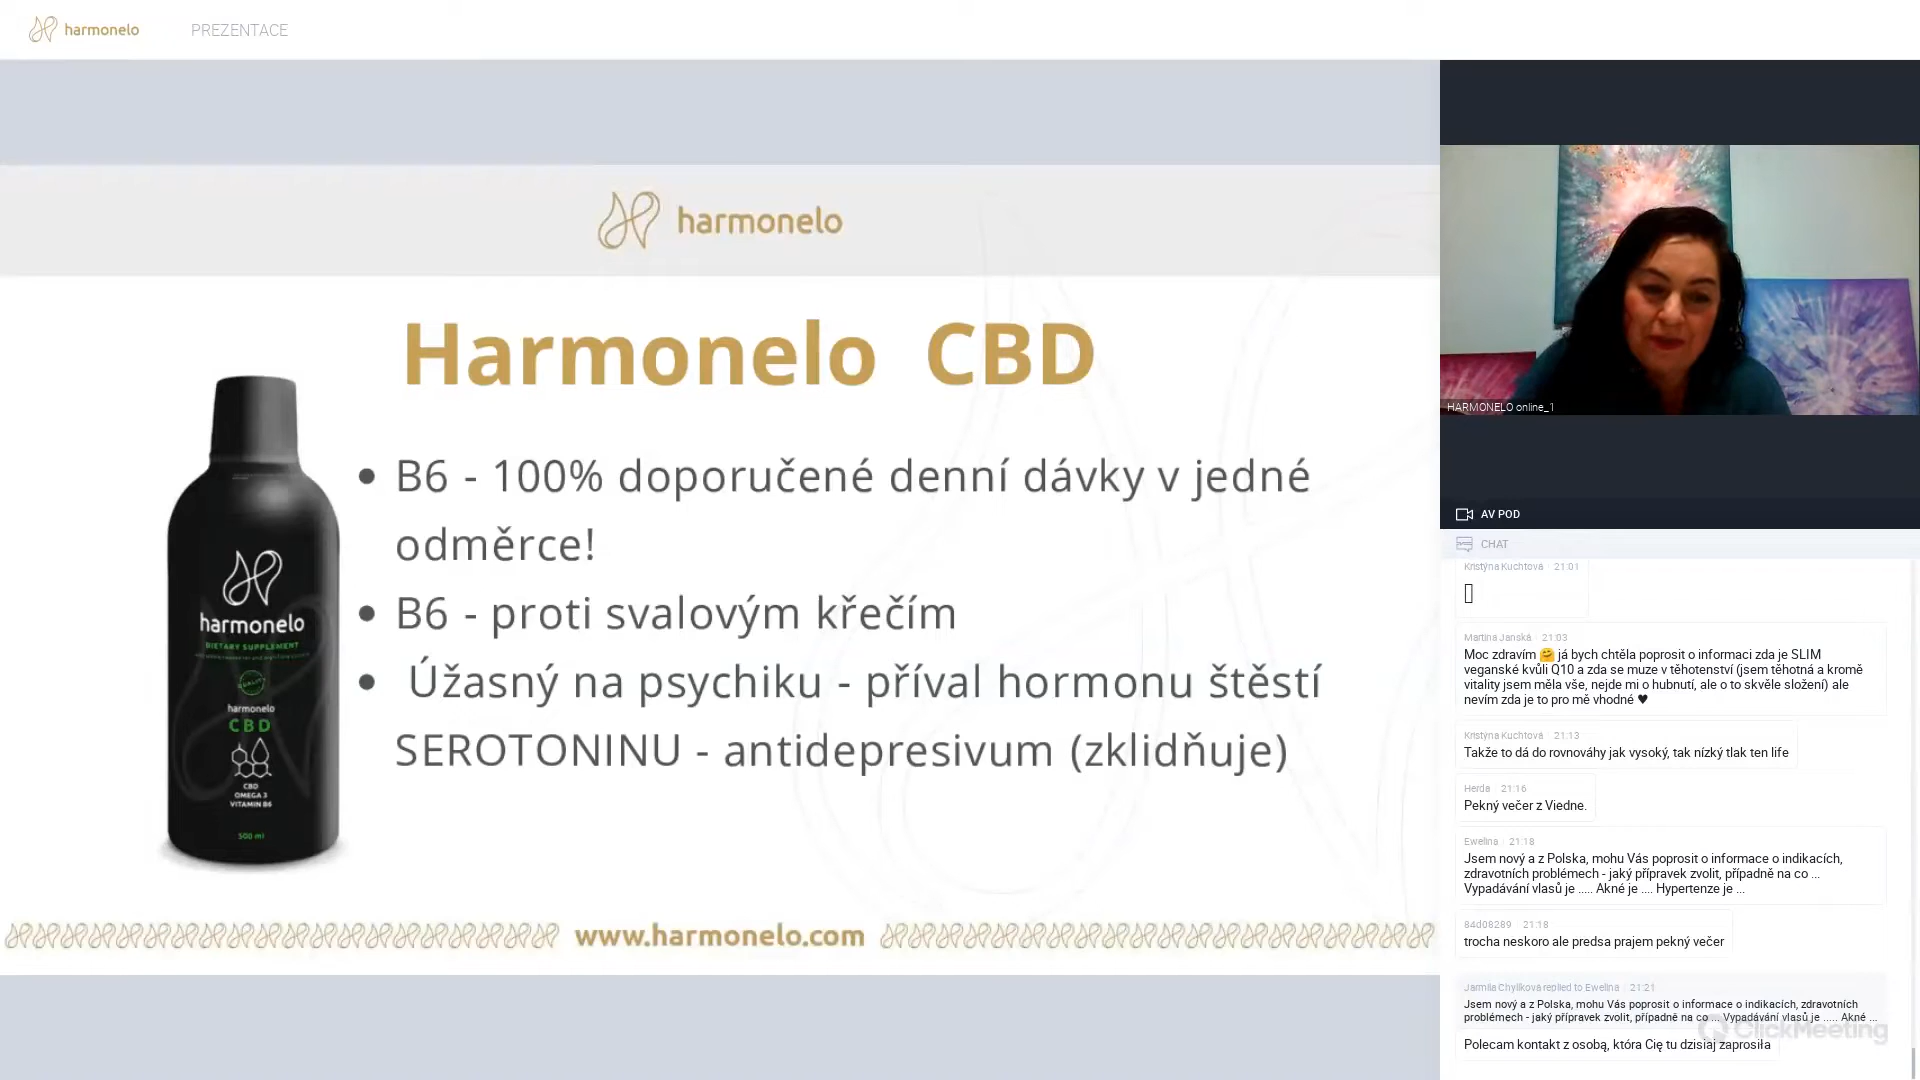 harmonelo
PREZENTACE
harmonelo
Harmonelo CBD
B6 - 100% doporučené denní dávky v jedné
odměrce!
B6 - proti svalovým křečím
Úžasný na psychiku - příval hormonu štěstí
SEROTONINU - antidepresivum (zklidňuje)
harmonelo
DIETARY SUPPLEMENT
QUALITY
harmonelo
CBD
CBD
OMEGA 3
VITAMIN B6
500 ml
www.harmonelo.com
HARMONELO online_1
AV POD
CHAT
Kristýna Kuchtová · 21:01
Martina Janská · 21:03
Moc zdravím 🤗 já bych chtěla poprosit o informaci zda je SLIM
veganské kvůli Q10 a zda se muze v těhotenství (jsem těhotná a kromě
vitality jsem měla vše, nejde mi o hubnutí, ale o to skvěle složení) ale
nevím zda je to pro mě vhodné ♥
Kristýna Kuchtová · 21:13
Takže to dá do rovnováhy jak vysoký, tak nízký tlak ten life
Herda · 21:16
Pekný večer z Viedne.
Ewelina · 21:18
Jsem nový a z Polska, mohu Vás poprosit o informace o indikacích,
zdravotních problémech - jaký přípravek zvolit, případně na co ...
Vypadávání vlasů je ..... Akné je .... Hypertenze je ...
84d08289 · 21:18
trocha neskoro ale predsa prajem pekný večer
Jarmila Chylíková replied to Ewelina · 21:21
Jsem nový a z Polska, mohu Vás poprosit o informace o indikacích, zdravotních
problémech - jaký přípravek zvolit, případně na co ... Vypadávání vlasů je ..... Akné ...
ClickMeeting
Polecam kontakt z osobą, która Cię tu dzisiaj zaprosiła